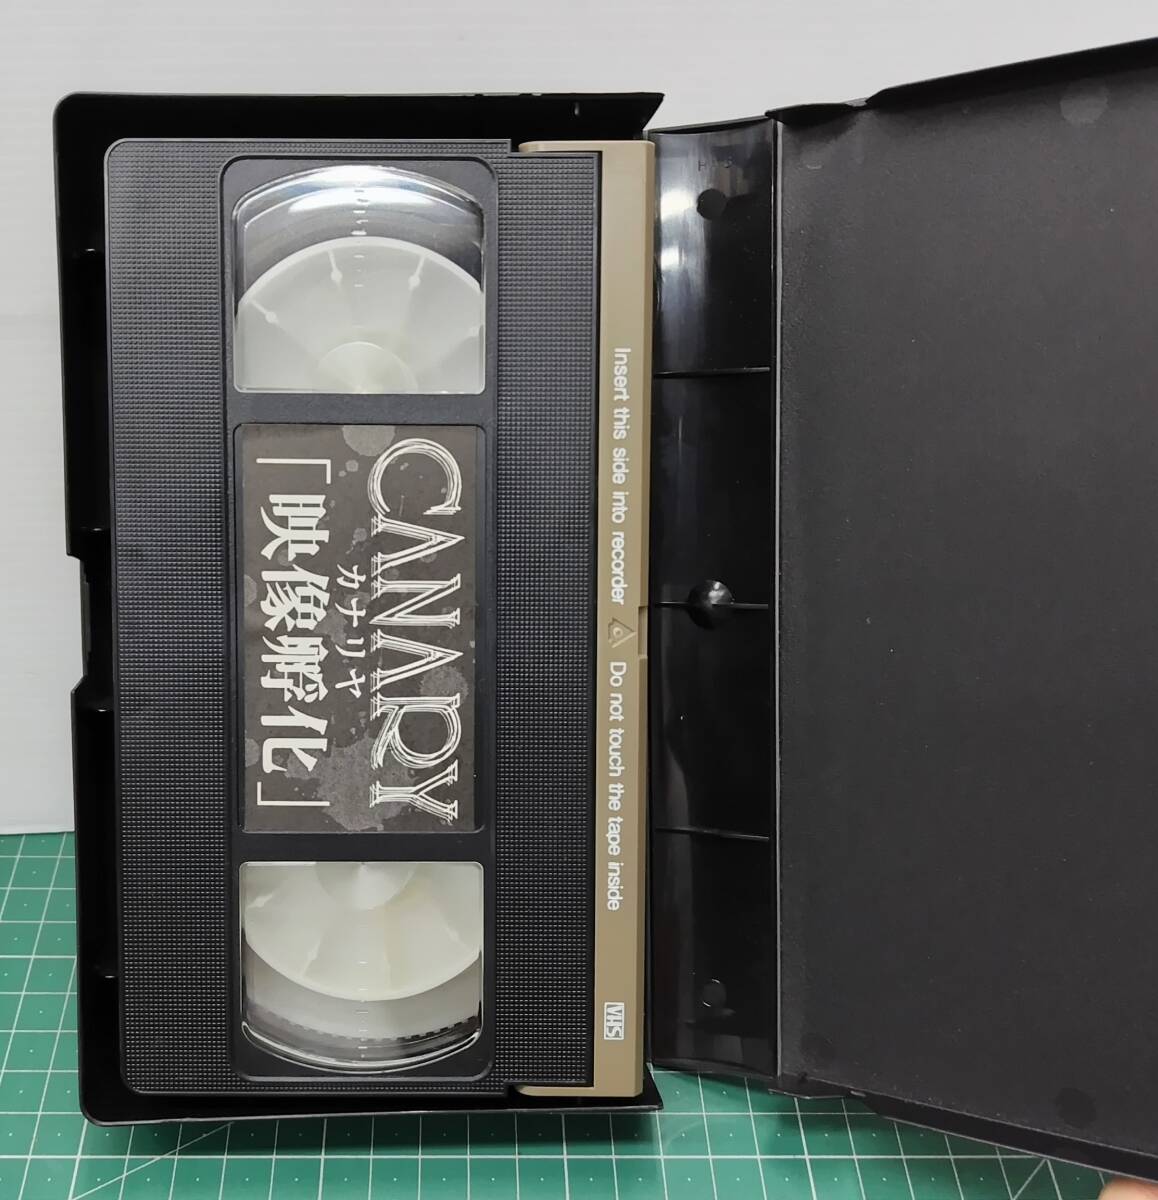 CANARY
カナリヤ
「映像孵化」
Insert this side into recorder
Do not touch the tape inside
VHS